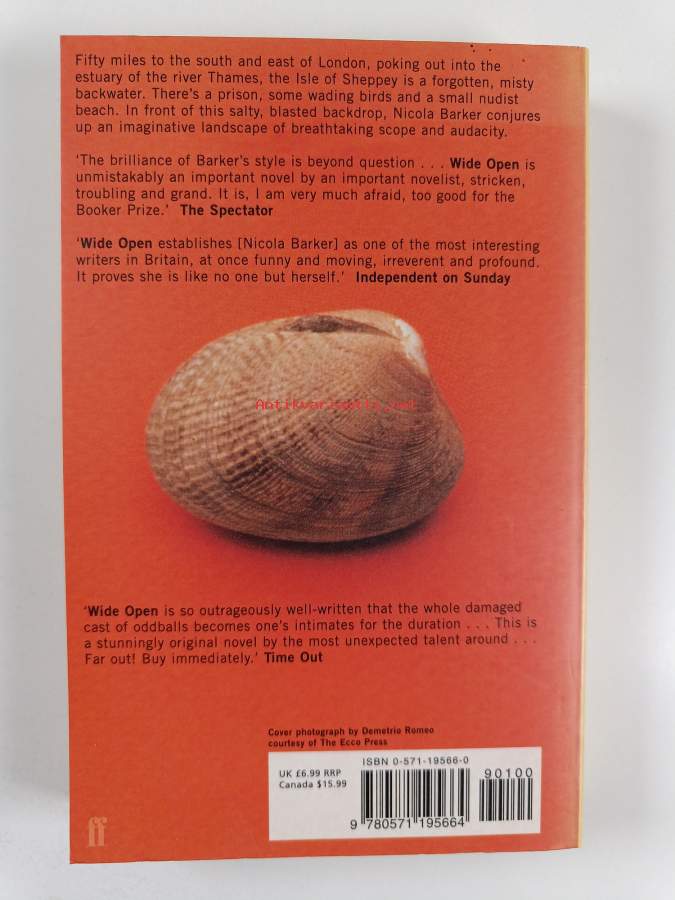 Fifty miles to the south and east of London, poking out into the
estuary of the river Thames, the Isle of Sheppey is a forgotten, misty
backwater. There's a prison, some wading birds and a small nudist
beach. In front of this salty, blasted backdrop, Nicola Barker conjures
up an imaginative landscape of breathtaking scope and audacity.
'The brilliance of Barker's style is beyond question . . . Wide Open is
unmistakably an important novel by an important novelist, stricken,
troubling and grand. It is, I am very much afraid, too good for the
Booker Prize.' The Spectator
'Wide Open establishes [Nicola Barker] as one of the most interesting
writers in Britain, at once funny and moving, irreverent and profound.
It proves she is like no one but herself.' Independent on Sunday
Antikvariaatti.net
'Wide Open is so outrageously well-written that the whole damaged
cast of oddballs becomes one's intimates for the duration . . . This is
a stunningly original novel by the most unexpected talent around . . .
Far out! Buy immediately.' Time Out
Cover photograph by Demetrio Romeo
courtesy of The Ecco Press
ISBN 0-571-19566-0
UK £6.99 RRP
Canada $15.99
90100
9 780571 195664
ff